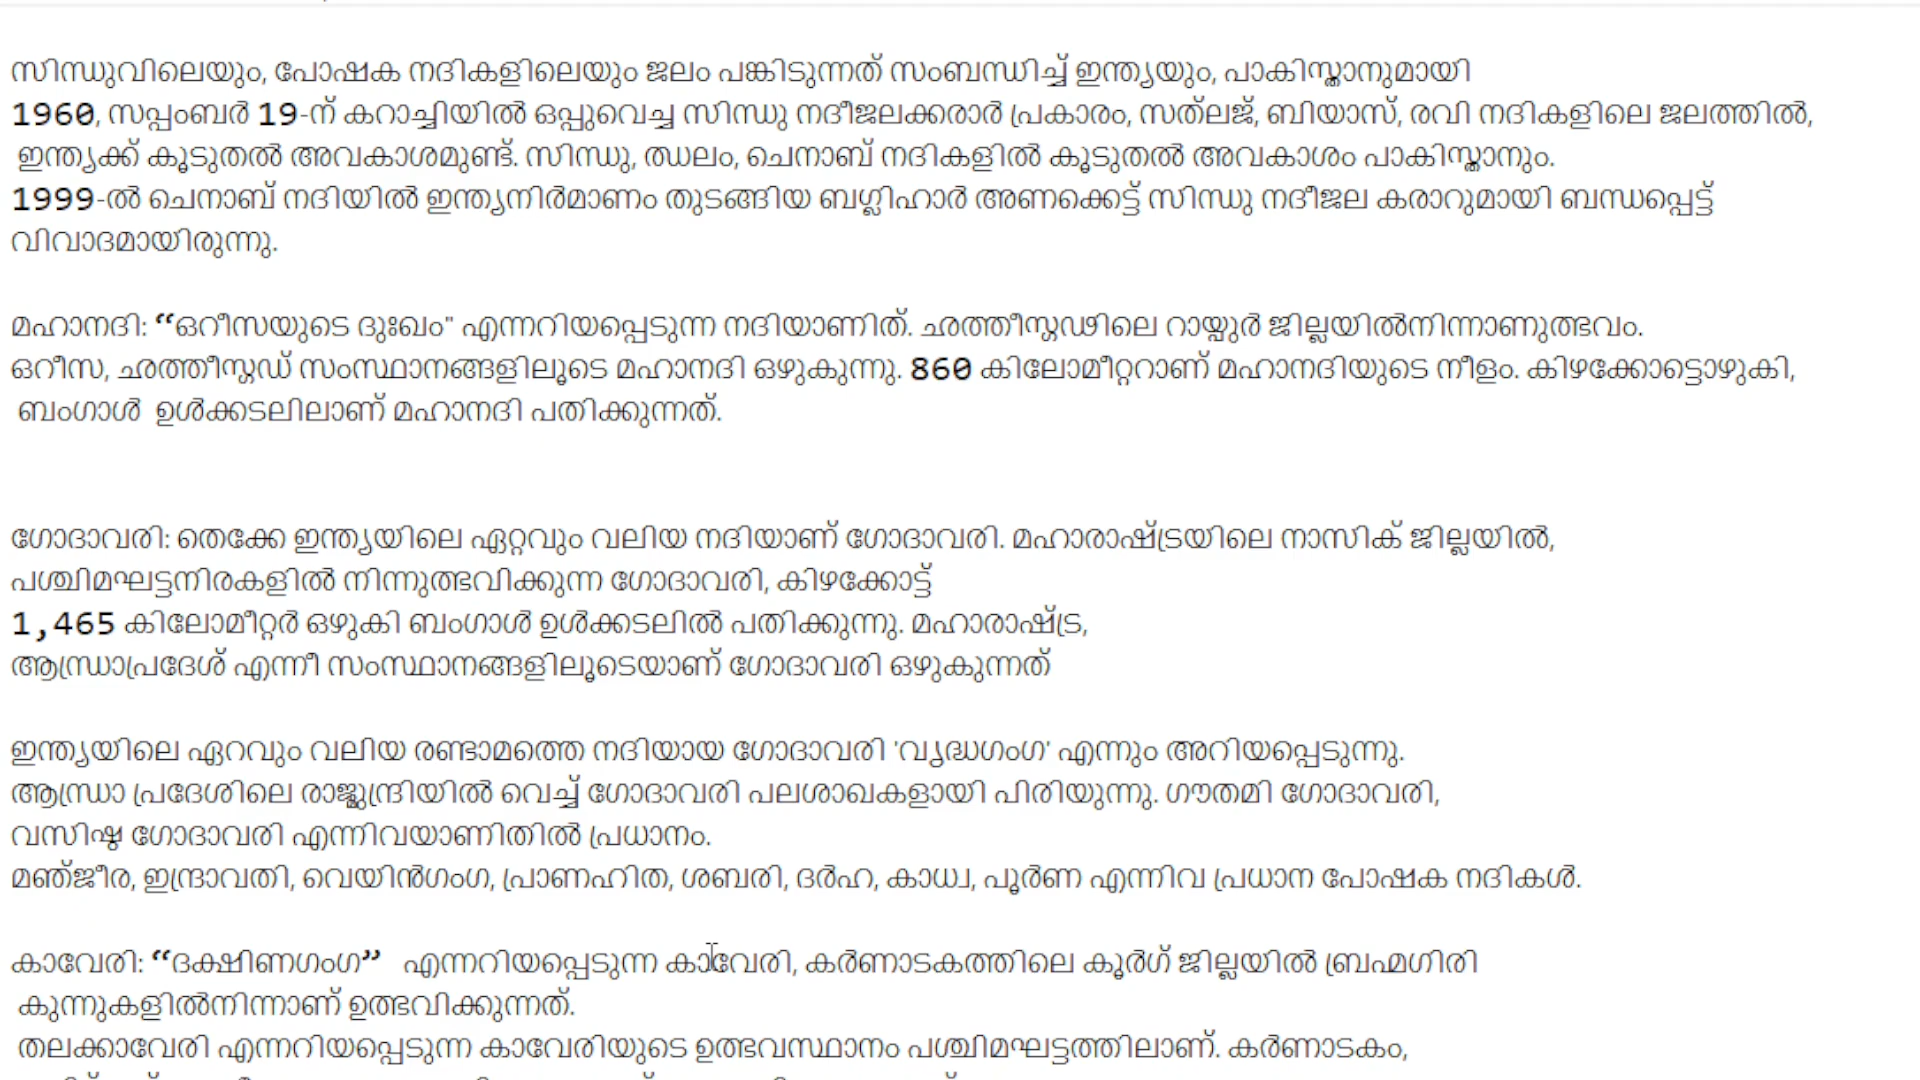 സിന്ധുവിലെയും, പോഷക നദികളിലെയും ജലം പങ്കിടുന്നത് സംബന്ധിച്ച് ഇന്ത്യയും, പാകിസ്താനുമായി
1960, സപ്പംബർ 19-ന് കറാച്ചിയിൽ ഒപ്പുവെച്ച സിന്ധു നദീജലക്കരാർ പ്രകാരം, സത്‌ലജ്, ബിയാസ്, രവി നദികളിലെ ജലത്തിൽ,
ഇന്ത്യക്ക് കൂടുതൽ അവകാശമുണ്ട്. സിന്ധു, ഝലം, ചെനാബ് നദികളിൽ കൂടുതൽ അവകാശം പാകിസ്താനും.
1999-ൽ ചെനാബ് നദിയിൽ ഇന്ത്യനിർമാണം തുടങ്ങിയ ബഗ്ലിഹാർ അണക്കെട്ട് സിന്ധു നദീജല കരാറുമായി ബന്ധപ്പെട്ട്
വിവാദമായിരുന്നു.
മഹാനദി: “ഒറീസയുടെ ദുഃഖം" എന്നറിയപ്പെടുന്ന നദിയാണിത്. ഛത്തീസ്ഗഢിലെ റായ്പുർ ജില്ലയിൽനിന്നാണുത്ഭവം.
ഒറീസ, ഛത്തീസ്ഗഡ് സംസ്ഥാനങ്ങളിലൂടെ മഹാനദി ഒഴുകുന്നു. 860 കിലോമീറ്ററാണ് മഹാനദിയുടെ നീളം. കിഴക്കോട്ടൊഴുകി,
ബംഗാൾ ഉൾക്കടലിലാണ് മഹാനദി പതിക്കുന്നത്.
ഗോദാവരി: തെക്കേ ഇന്ത്യയിലെ ഏറ്റവും വലിയ നദിയാണ് ഗോദാവരി. മഹാരാഷ്ട്രയിലെ നാസിക് ജില്ലയിൽ,
പശ്ചിമഘട്ടനിരകളിൽ നിന്നുത്ഭവിക്കുന്ന ഗോദാവരി, കിഴക്കോട്ട്
1,465 കിലോമീറ്റർ ഒഴുകി ബംഗാൾ ഉൾക്കടലിൽ പതിക്കുന്നു. മഹാരാഷ്ട്ര,
ആന്ധ്രാപ്രദേശ് എന്നീ സംസ്ഥാനങ്ങളിലൂടെയാണ് ഗോദാവരി ഒഴുകുന്നത്
ഇന്ത്യയിലെ ഏറവും വലിയ രണ്ടാമത്തെ നദിയായ ഗോദാവരി 'വൃദ്ധഗംഗ' എന്നും അറിയപ്പെടുന്നു.
ആന്ധ്രാ പ്രദേശിലെ രാജ്മുന്ദ്രിയിൽ വെച്ച് ഗോദാവരി പലശാഖകളായി പിരിയുന്നു. ഗൗതമി ഗോദാവരി,
വസിഷ്ഠ ഗോദാവരി എന്നിവയാണിതിൽ പ്രധാനം.
മഞ്ജീര, ഇന്ദ്രാവതി, വെയിൻഗംഗ, പ്രാണഹിത, ശബരി, ദർഹ, കാധ്വ, പൂർണ എന്നിവ പ്രധാന പോഷക നദികൾ.
കാവേരി: “ദക്ഷിണഗംഗ” എന്നറിയപ്പെടുന്ന കാവേരി, കർണാടകത്തിലെ കൂർഗ് ജില്ലയിൽ ബ്രഹ്മഗിരി
കുന്നുകളിൽനിന്നാണ് ഉത്ഭവിക്കുന്നത്.
തലക്കാവേരി എന്നറിയപ്പെടുന്ന കാവേരിയുടെ ഉത്ഭവസ്ഥാനം പശ്ചിമഘട്ടത്തിലാണ്. കർണാടകം,